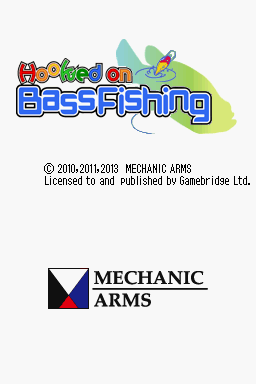 Hooked on
BassFishing
© 2010,2011,2013 MECHANIC ARMS
Licensed to and published by Gamebridge Ltd.
MECHANIC
ARMS